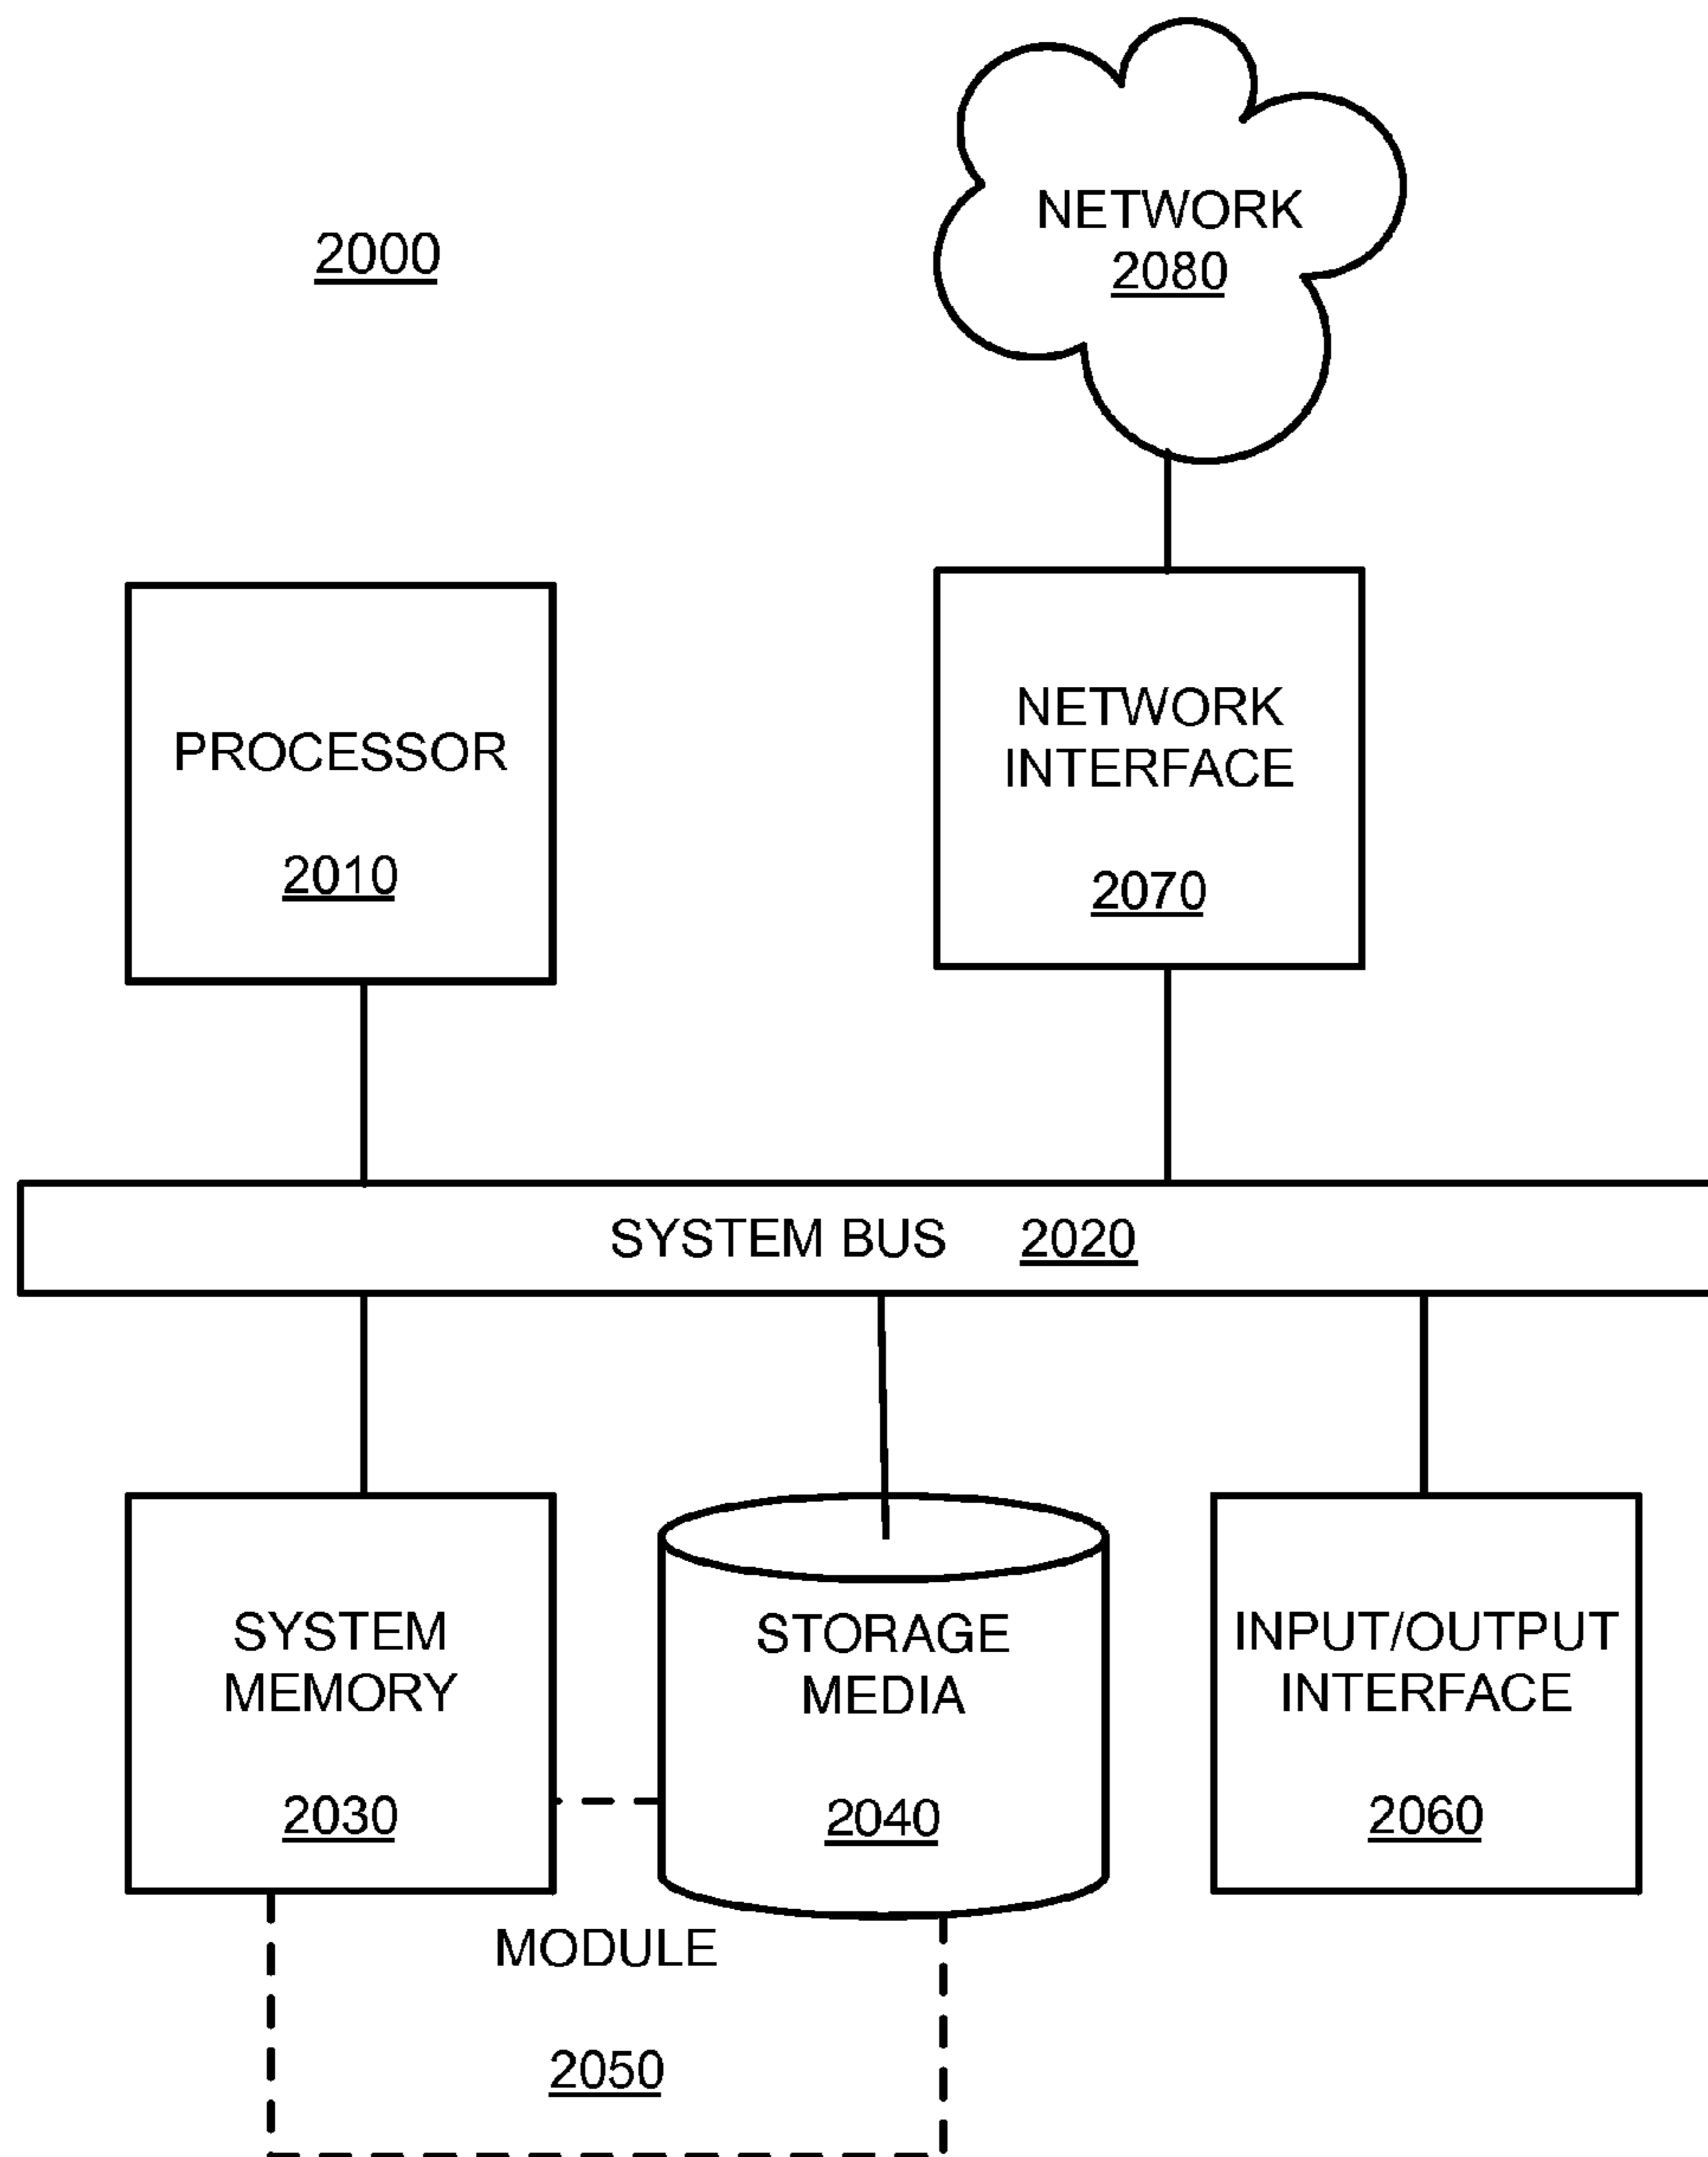 NETWORK
2080
2000
PROCESSOR
2010
NETWORK
INTERFACE
2070
SYSTEM BUS 2020
SYSTEM
MEMORY
2030
STORAGE
MEDIA
2040
INPUT/OUTPUT
INTERFACE
2060
MODULE
2050